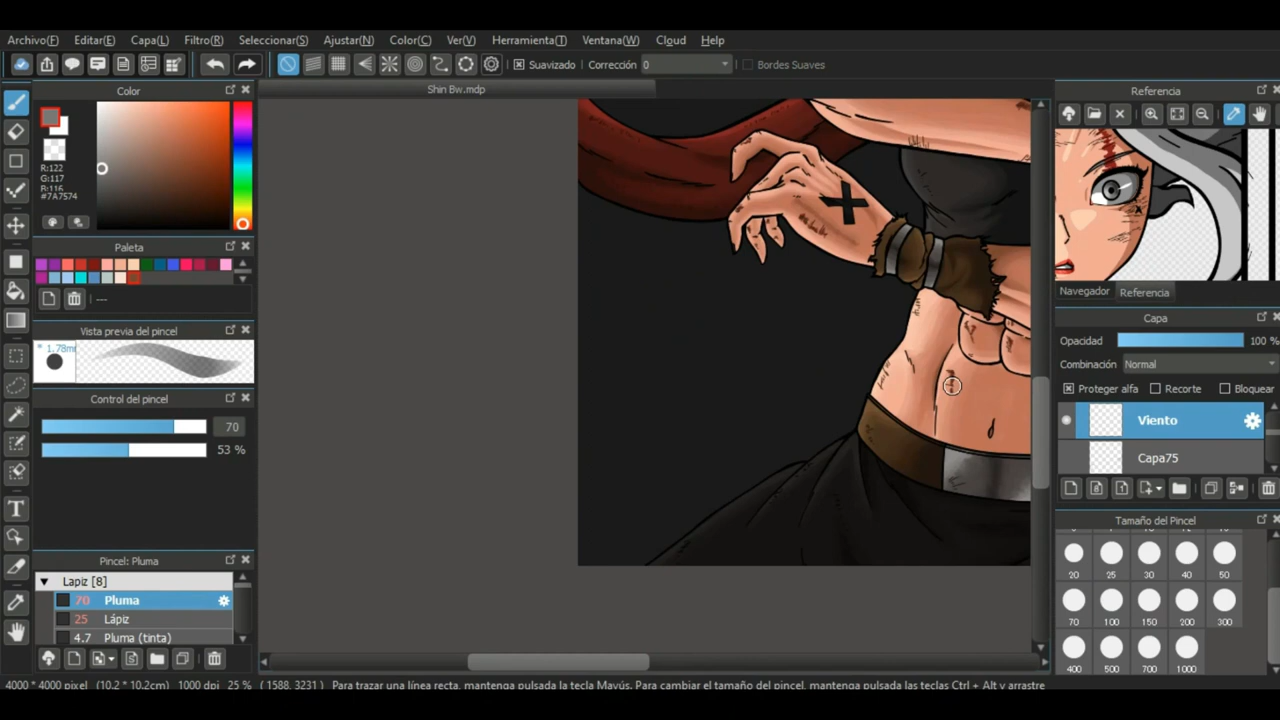 Archivo(F) Editar(E) Capa(L) Filtro(R) Seleccionar(S) Ajustar(N) Color(C) Ver(V) Herramienta(T) Ventana(W) Cloud Help
Suavizado Corrección 0 Bordes Suaves
Color
Shin Bw.mdp
R:122
G:117
B:116
#7A7574
Paleta
---
Vista previa del pincel
* 1.78m
Control del pincel
70
53 %
Pincel: Pluma
Lapiz [8]
70 Pluma
25 Lápiz
4.7 Pluma (tinta)
Referencia
Navegador Referencia
Capa
Opacidad 100 %
Combinación Normal
Proteger alfa Recorte Bloquear
Viento
Capa75
Tamaño del Pincel
20 25 30 40 50
70 100 150 200 300
400 500 700 1000
4000 * 4000 pixel (10.2 * 10.2cm) 1000 dpi 25 % ( 1588, 3231 ) Para trazar una línea recta, mantenga pulsada la tecla Mayús. Para cambiar el tamaño del pincel, mantenga pulsadas las teclas Ctrl + Alt y arrastre